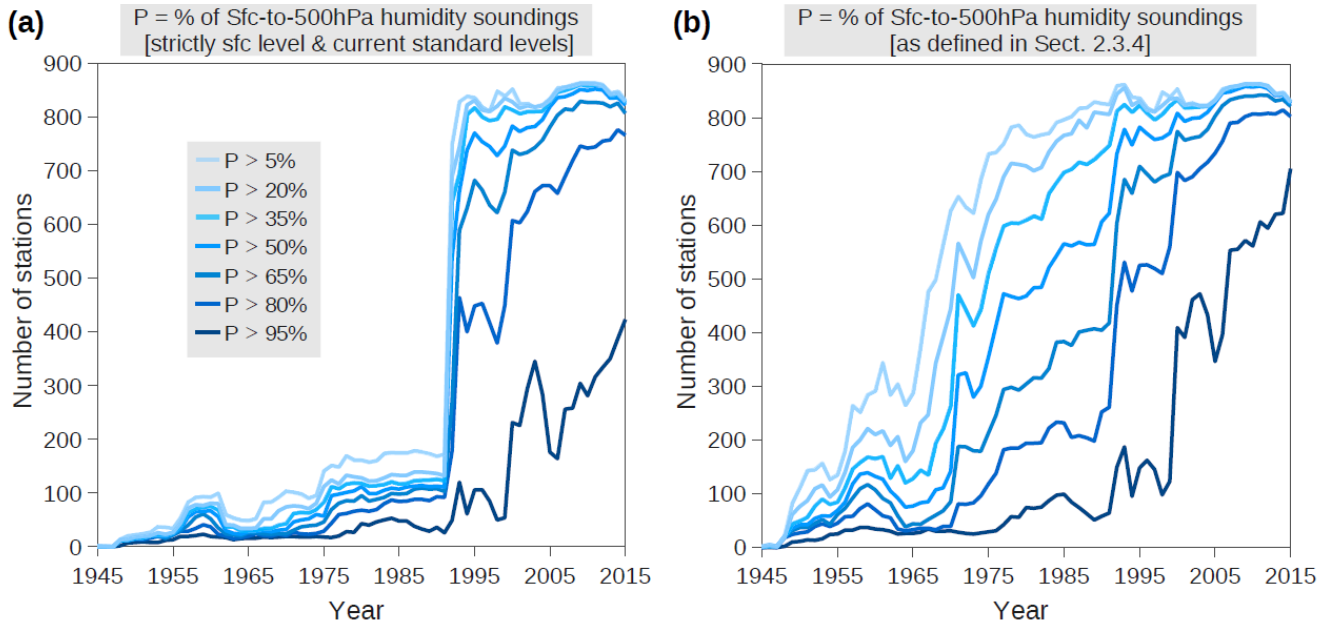 (a)
P = % of Sfc-to-500hPa humidity soundings
[strictly sfc level & current standard levels]
Number of stations
900
800
700
600
500
400
300
200
100
0
P > 5%
P > 20%
P > 35%
P > 50%
P > 65%
P > 80%
P > 95%
1945 1955 1965 1975 1985 1995 2005 2015
Year
(b)
P = % of Sfc-to-500hPa humidity soundings
[as defined in Sect. 2.3.4]
Number of stations
900
800
700
600
500
400
300
200
100
0
1945 1955 1965 1975 1985 1995 2005 2015
Year